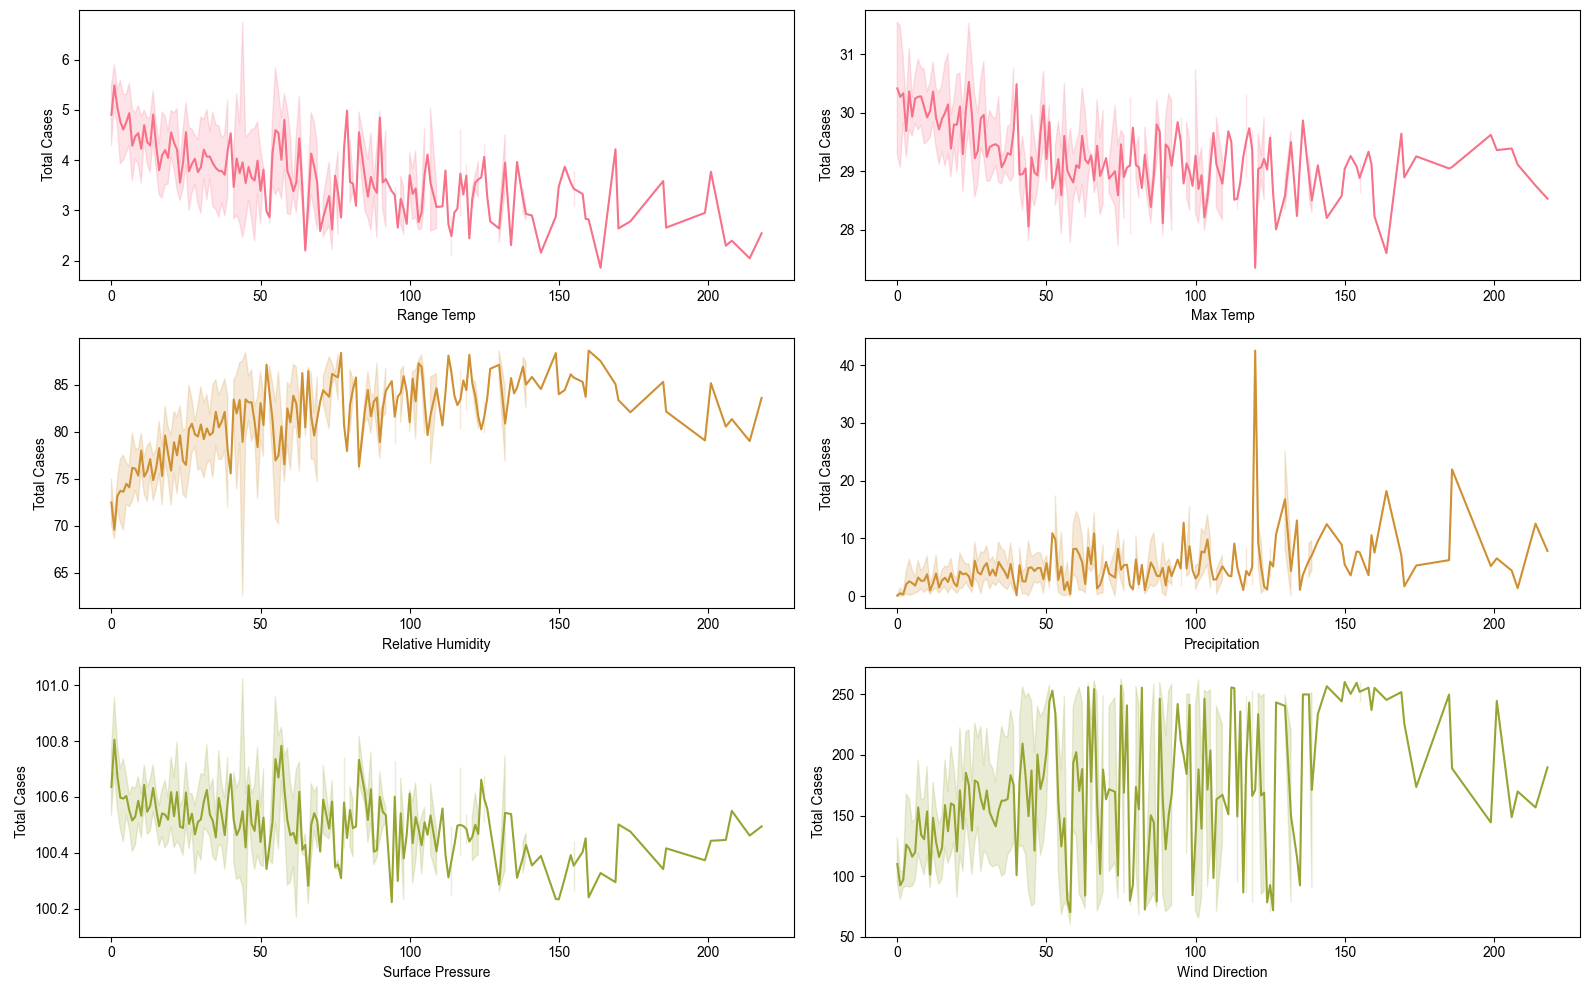 Total Cases
6
5
4
3
2
0 50 100 150 200
Range Temp
Total Cases
31
30
29
28
0 50 100 150 200
Max Temp
Total Cases
85
80
75
70
65
0 50 100 150 200
Relative Humidity
Total Cases
40
30
20
10
0
0 50 100 150 200
Precipitation
Total Cases
101.0
100.8
100.6
100.4
100.2
0 50 100 150 200
Surface Pressure
Total Cases
250
200
150
100
50
0 50 100 150 200
Wind Direction